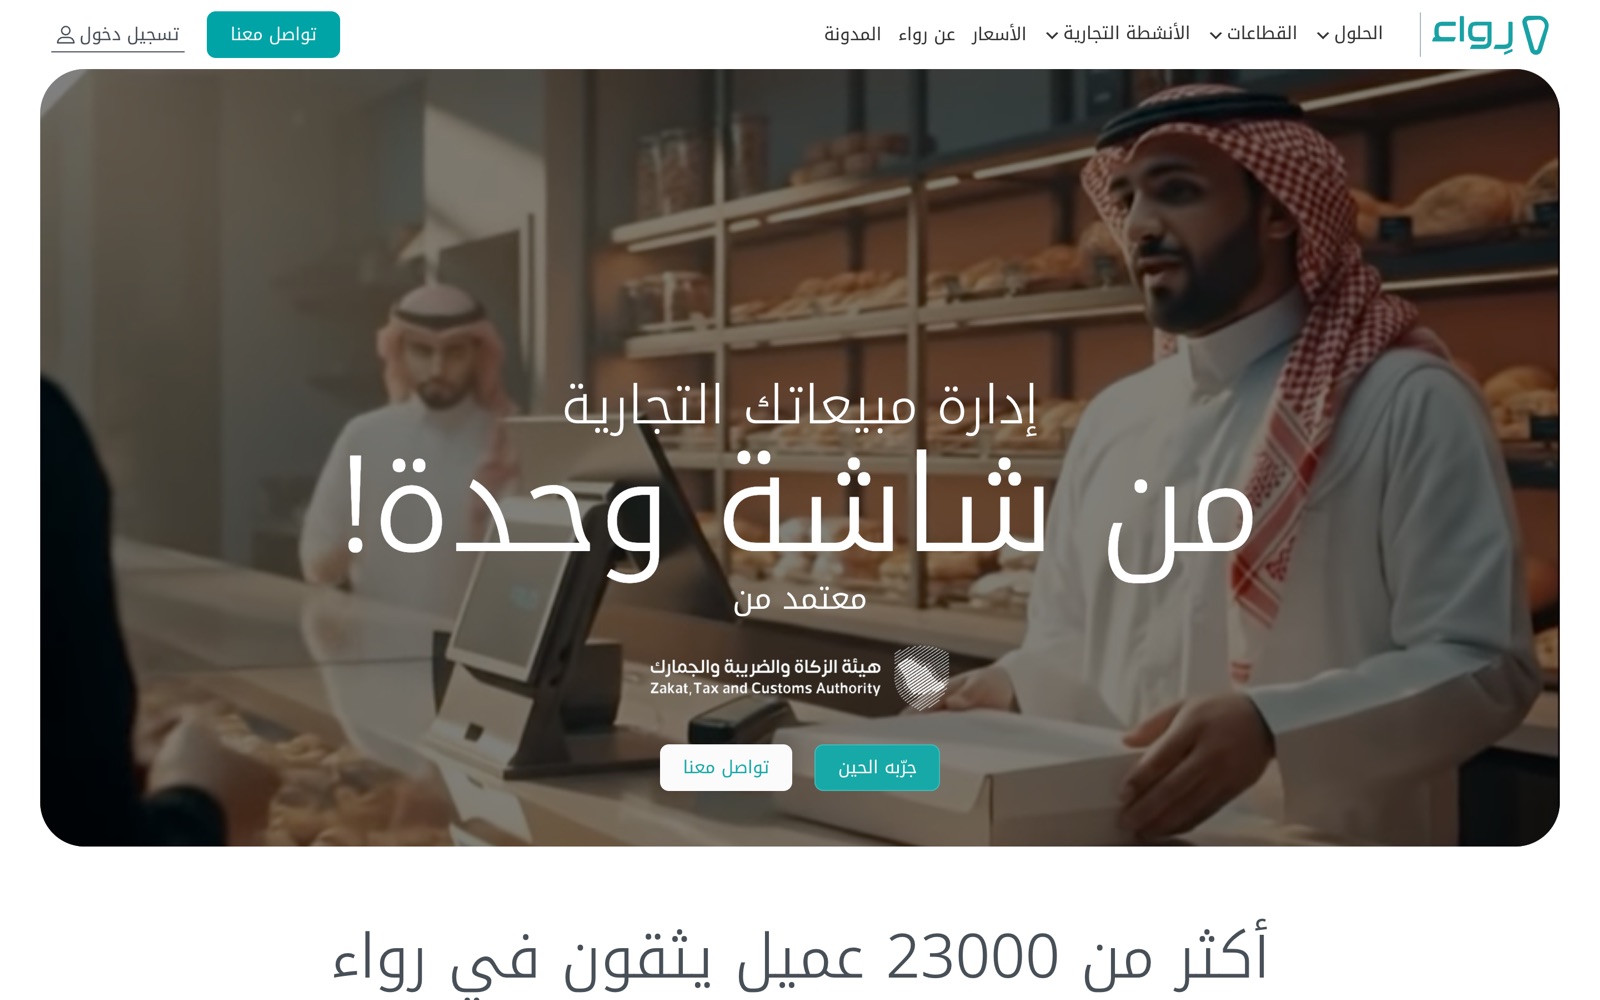 رواء
الحلول
القطاعات
الأنشطة التجارية
الأسعار
عن رواء
المدونة
تواصل معنا
تسجيل دخول
إدارة مبيعاتك التجارية
من شاشة وحدة!
معتمد من
هيئة الزكاة والضريبة والجمارك
Zakat, Tax and Customs Authority
جرّبه الحين
تواصل معنا
أكثر من 23000 عميل يثقون في رواء